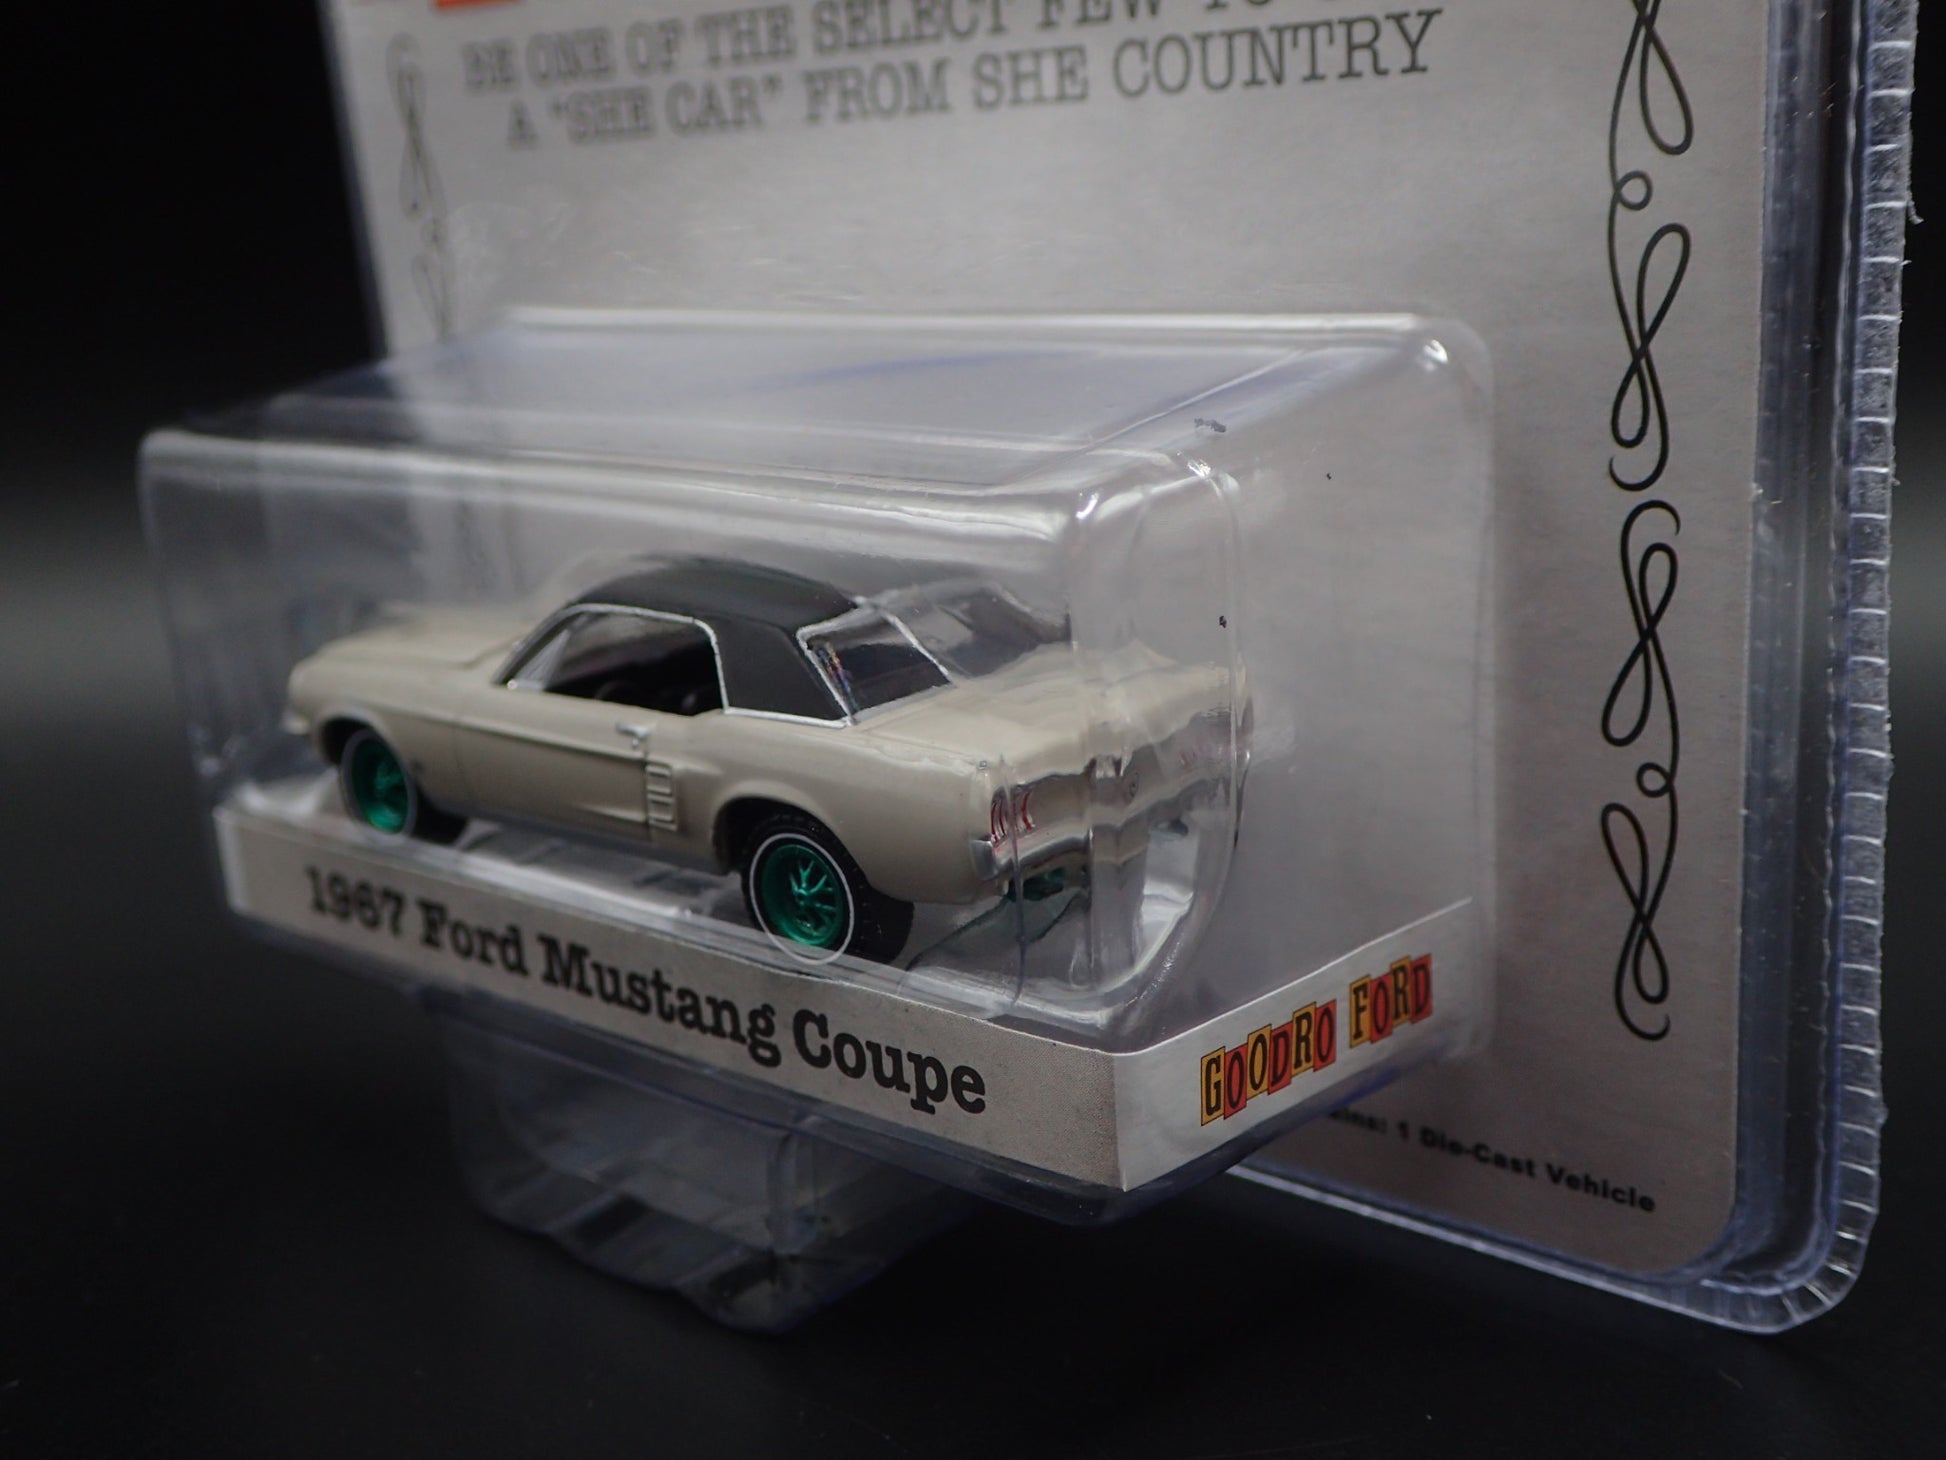 BE ONE OF THE SELECT FEW TO
A "SHE CAR" FROM SHE COUNTRY
1967 Ford Mustang Coupe
GOODRO FORD
1 Die-Cast Vehicle